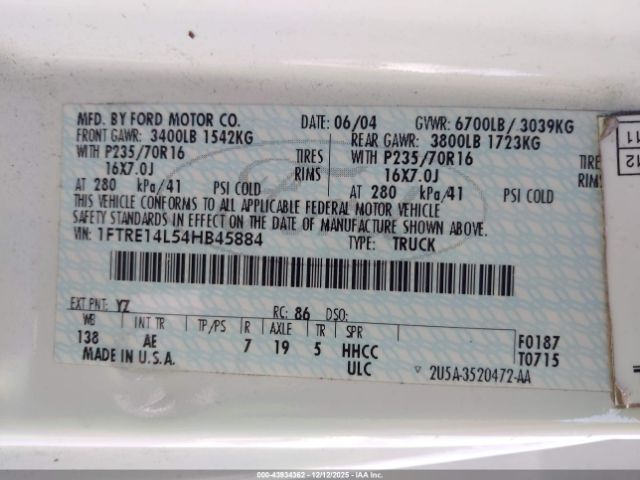 MFD. BY FORD MOTOR CO. DATE: 06/04 GVWR: 6700LB/ 3039KG
FRONT GAWR: 3400LB 1542KG REAR GAWR: 3800LB 1723KG
WITH P235/70R16 TIRES WITH P235/70R16 TIRES
16X7.0J RIMS 16X7.0J RIMS
AT 280 kPa/41 PSI COLD AT 280 kPa/41 PSI COLD
THIS VEHICLE CONFORMS TO ALL APPLICABLE FEDERAL MOTOR VEHICLE
SAFETY STANDARDS IN EFFECT ON THE DATE OF MANUFACTURE SHOWN ABOVE.
VIN: 1FTRE14L54HB45884 TYPE: TRUCK
EXT PNT: YZ RC: 86 DSO:
WB INT TR TP/PS R AXLE TR SPR F0187
138 AE 7 19 5 HHCC T0715
MADE IN U.S.A. ULC ▽ 2U5A-3520472-AA
11
12
000-43934362 - 12/12/2025 - IAA Inc.